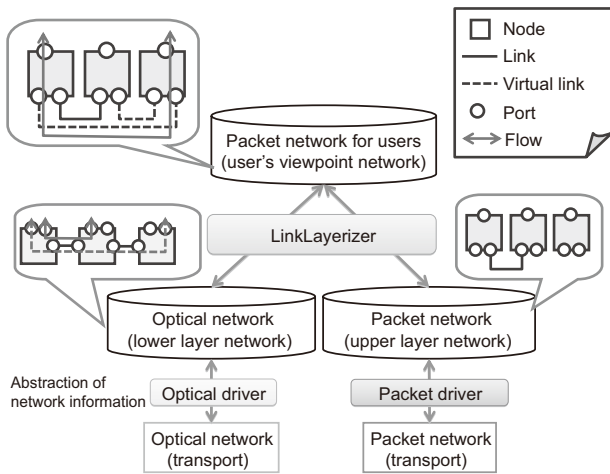 Node
Link
Virtual link
Port
Flow
Packet network for users
(user's viewpoint network)
LinkLayerizer
Optical network
(lower layer network)
Packet network
(upper layer network)
Abstraction of
network information
Optical driver
Packet driver
Optical network
(transport)
Packet network
(transport)